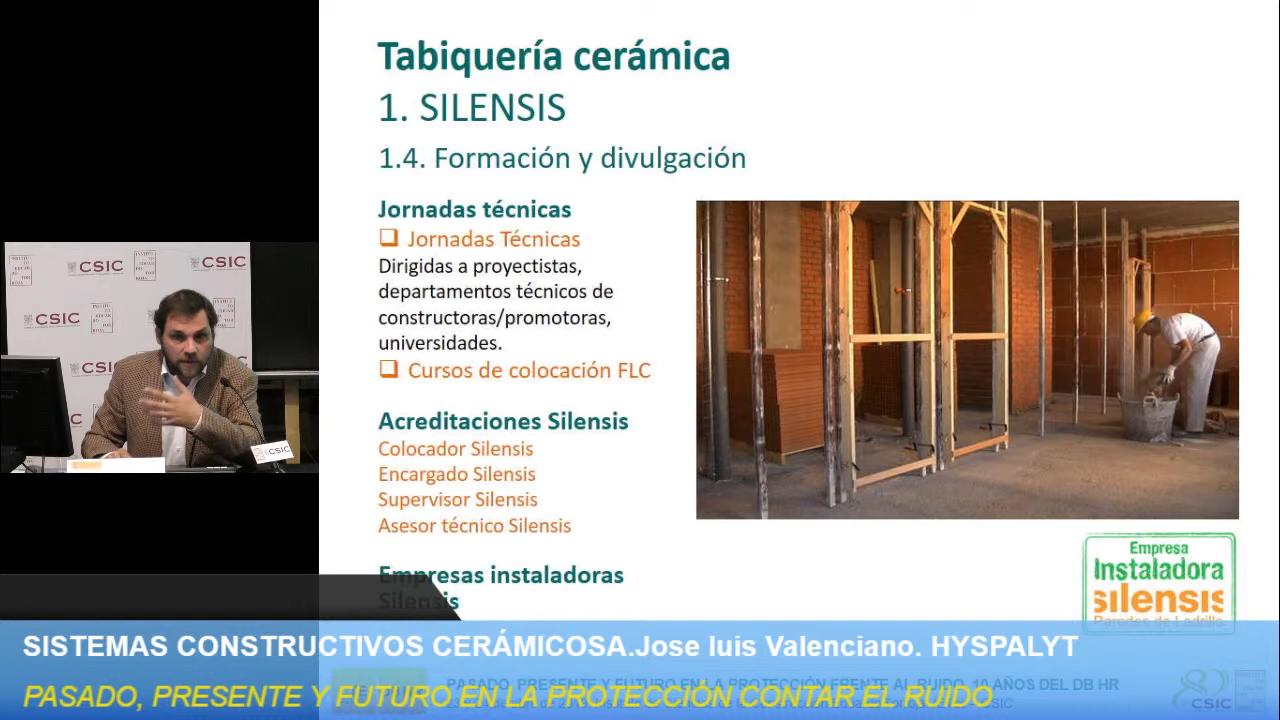 Tabiquería cerámica
1. SILENSIS
1.4. Formación y divulgación
Jornadas técnicas
❑ Jornadas Técnicas
Dirigidas a proyectistas,
departamentos técnicos de
constructoras/promotoras,
universidades.
❑ Cursos de colocación FLC
Acreditaciones Silensis
Colocador Silensis
Encargado Silensis
Supervisor Silensis
Asesor técnico Silensis
Empresas instaladoras
Silensis
Empresa
Instaladora
silensis
Paredes de Ladrillo
CSIC
CSIC
CSIC
CSIC
CSIC
CSIC
SISTEMAS CONSTRUCTIVOS CERÁMICOSA.Jose luis Valenciano. HYSPALYT
PASADO, PRESENTE Y FUTURO EN LA PROTECCIÓN FRENTE AL RUIDO. 10 AÑOS DEL DB HR
PASADO, PRESENTE Y FUTURO EN LA PROTECCIÓN CONTAR EL RUIDO
CSIC